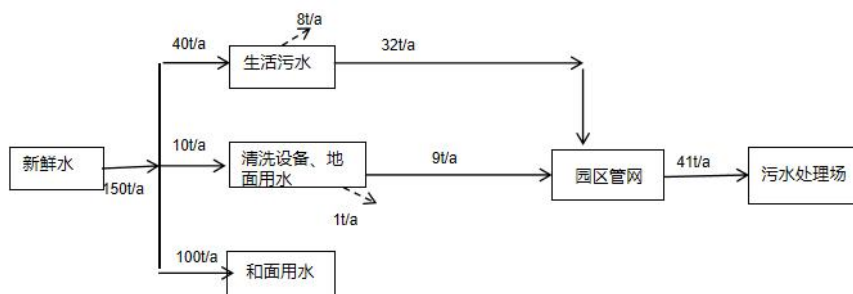 8t/a
40t/a
32t/a
生活污水
10t/a
9t/a
41t/a
新鲜水
150t/a
清洗设备、地
面用水
园区管网
污水处理场
1t/a
100t/a
和面用水